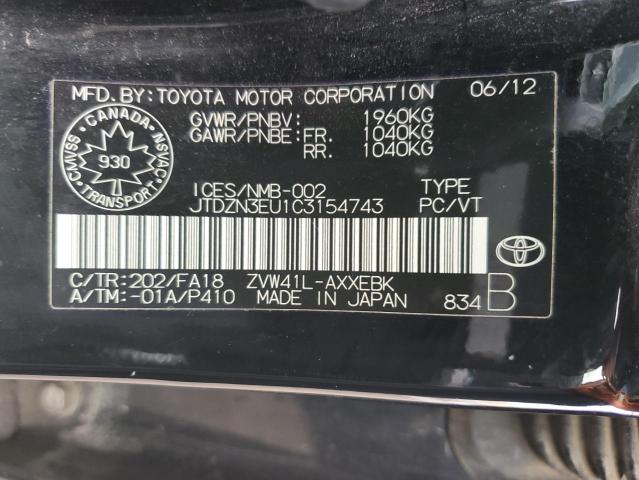 MFD. BY: TOYOTA MOTOR CORPORATION 06/12
GVWR/PNBV: 1960KG
GAWR/PNBE: FR. 1040KG
RR. 1040KG
CANADA
CMVSS NSVAC
930
TRANSPORT
ICES/NMB-002 TYPE
JTDZN3EU1C3154743 PC/VT
C/TR: 202/FA18 ZVW41L-AXXEBK
A/TM: -01A/P410 MADE IN JAPAN 834 B
TOYOTA